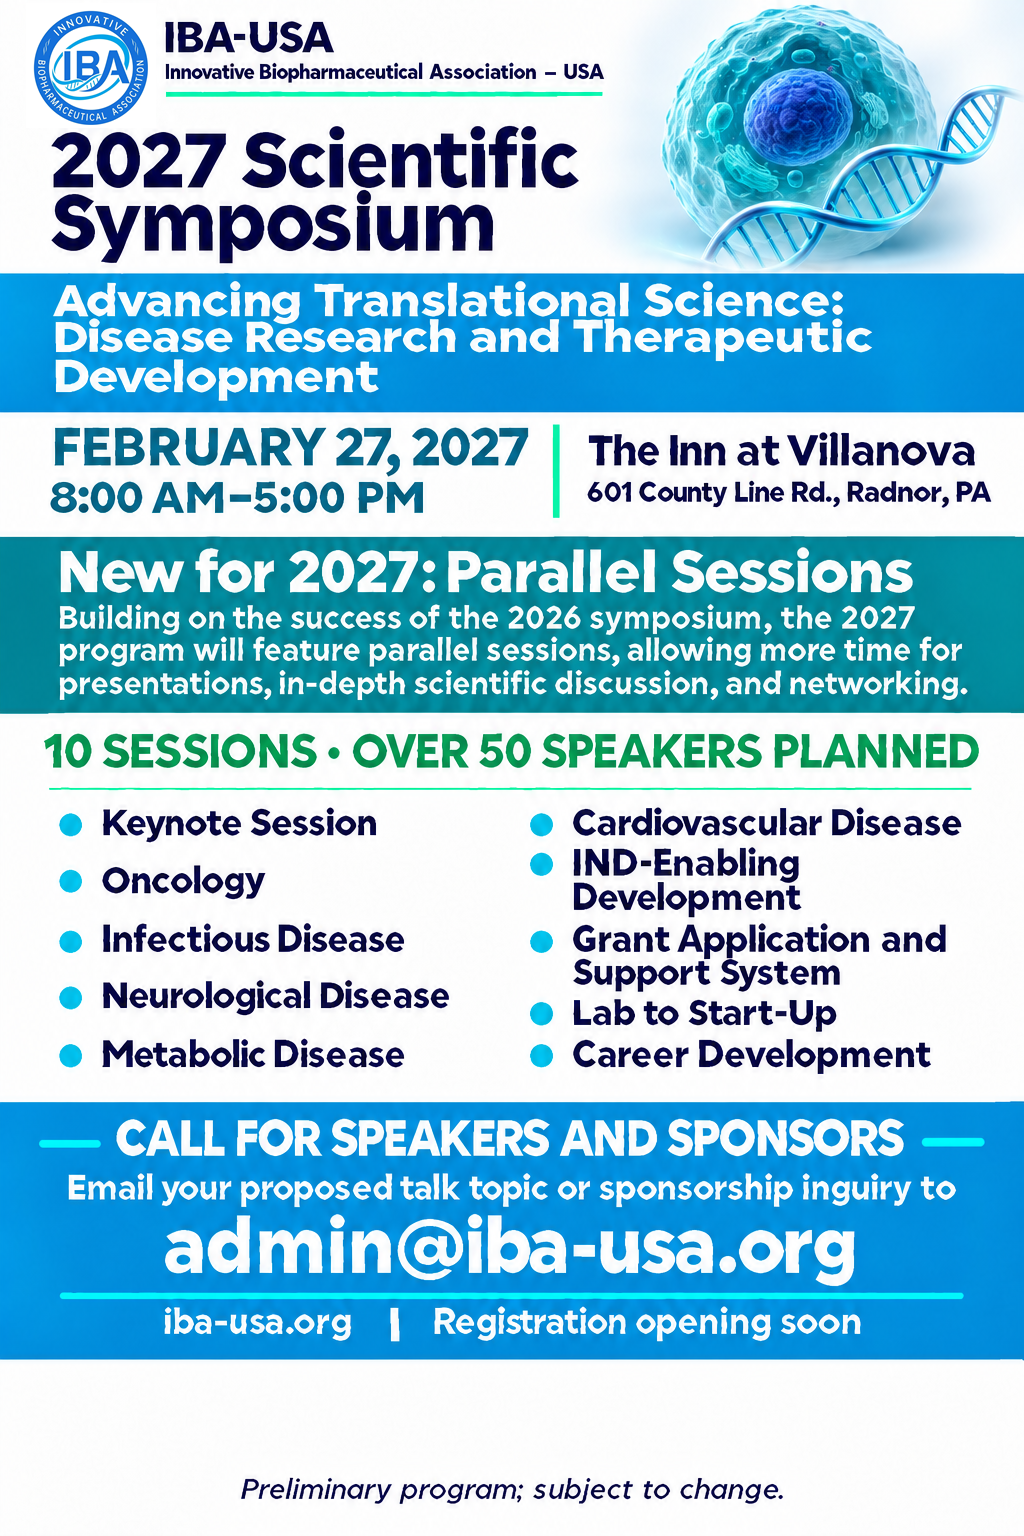 INNOVATIVE
IBA
BIOPHARMACEUTICAL ASSOCIATION
IBA-USA
Innovative Biopharmaceutical Association – USA
2027 Scientific
Symposium
Advancing Translational Science:
Disease Research and Therapeutic
Development
FEBRUARY 27, 2027
8:00 AM–5:00 PM
The Inn at Villanova
601 County Line Rd., Radnor, PA
New for 2027: Parallel Sessions
Building on the success of the 2026 symposium, the 2027
program will feature parallel sessions, allowing more time for
presentations, in-depth scientific discussion, and networking.
10 SESSIONS • OVER 50 SPEAKERS PLANNED
Keynote Session
Oncology
Infectious Disease
Neurological Disease
Metabolic Disease
Cardiovascular Disease
IND-Enabling
Development
Grant Application and
Support System
Lab to Start-Up
Career Development
CALL FOR SPEAKERS AND SPONSORS
Email your proposed talk topic or sponsorship inguiry to
admin@iba-usa.org
iba-usa.org | Registration opening soon
Preliminary program; subject to change.